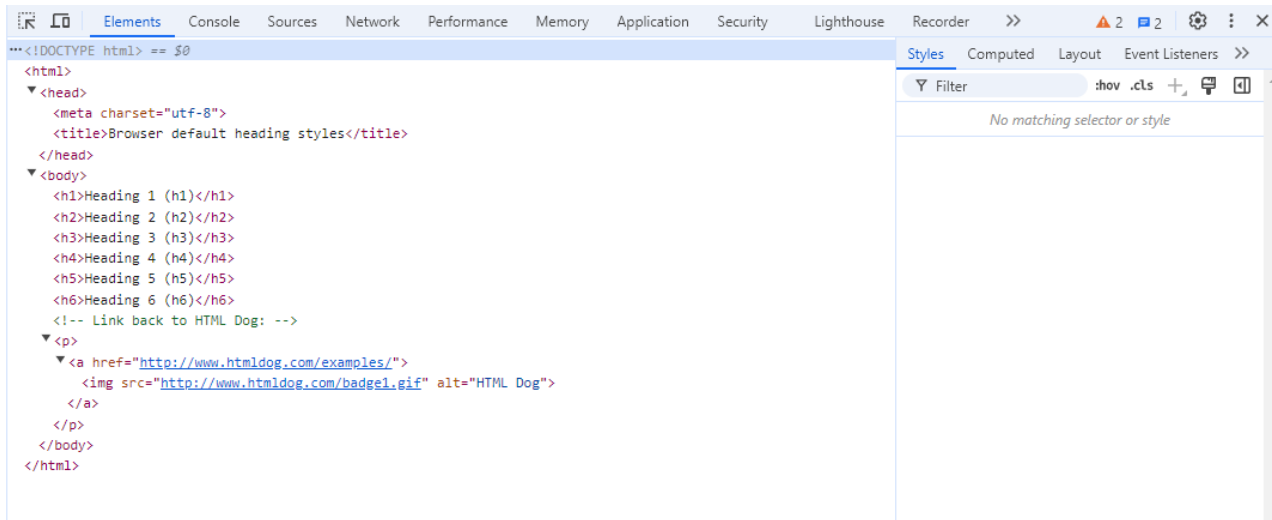 Elements Console Sources Network Performance Memory Application Security Lighthouse Recorder >> 2 2
Styles Computed Layout Event Listeners >>
Filter :hov .cls
No matching selector or style
···<!DOCTYPE html> == $0
<html>
<head>
<meta charset="utf-8">
<title>Browser default heading styles</title>
</head>
<body>
<h1>Heading 1 (h1)</h1>
<h2>Heading 2 (h2)</h2>
<h3>Heading 3 (h3)</h3>
<h4>Heading 4 (h4)</h4>
<h5>Heading 5 (h5)</h5>
<h6>Heading 6 (h6)</h6>
<!-- Link back to HTML Dog: -->
<p>
<a href="http://www.htmldog.com/examples/">
<img src="http://www.htmldog.com/badge1.gif" alt="HTML Dog">
</a>
</p>
</body>
</html>